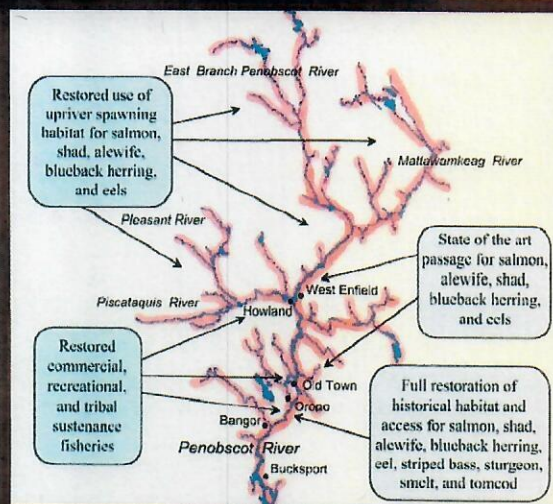 East Branch Penobscot River
Restored use of
upriver spawning
habitat for salmon,
shad, alewife,
blueback herring,
and eels
Mattawamkeag River
Pleasant River
State of the art
passage for salmon,
alewife, shad,
blueback herring,
and eels
Piscataquis River
Howland
West Enfield
Restored
commercial,
recreational,
and tribal
sustenance
fisheries
Old Town
Orono
Bangor
Penobscot River
Bucksport
Full restoration of
historical habitat and
access for salmon, shad,
alewife, blueback herring,
eel, striped bass, sturgeon,
smelt, and tomcod